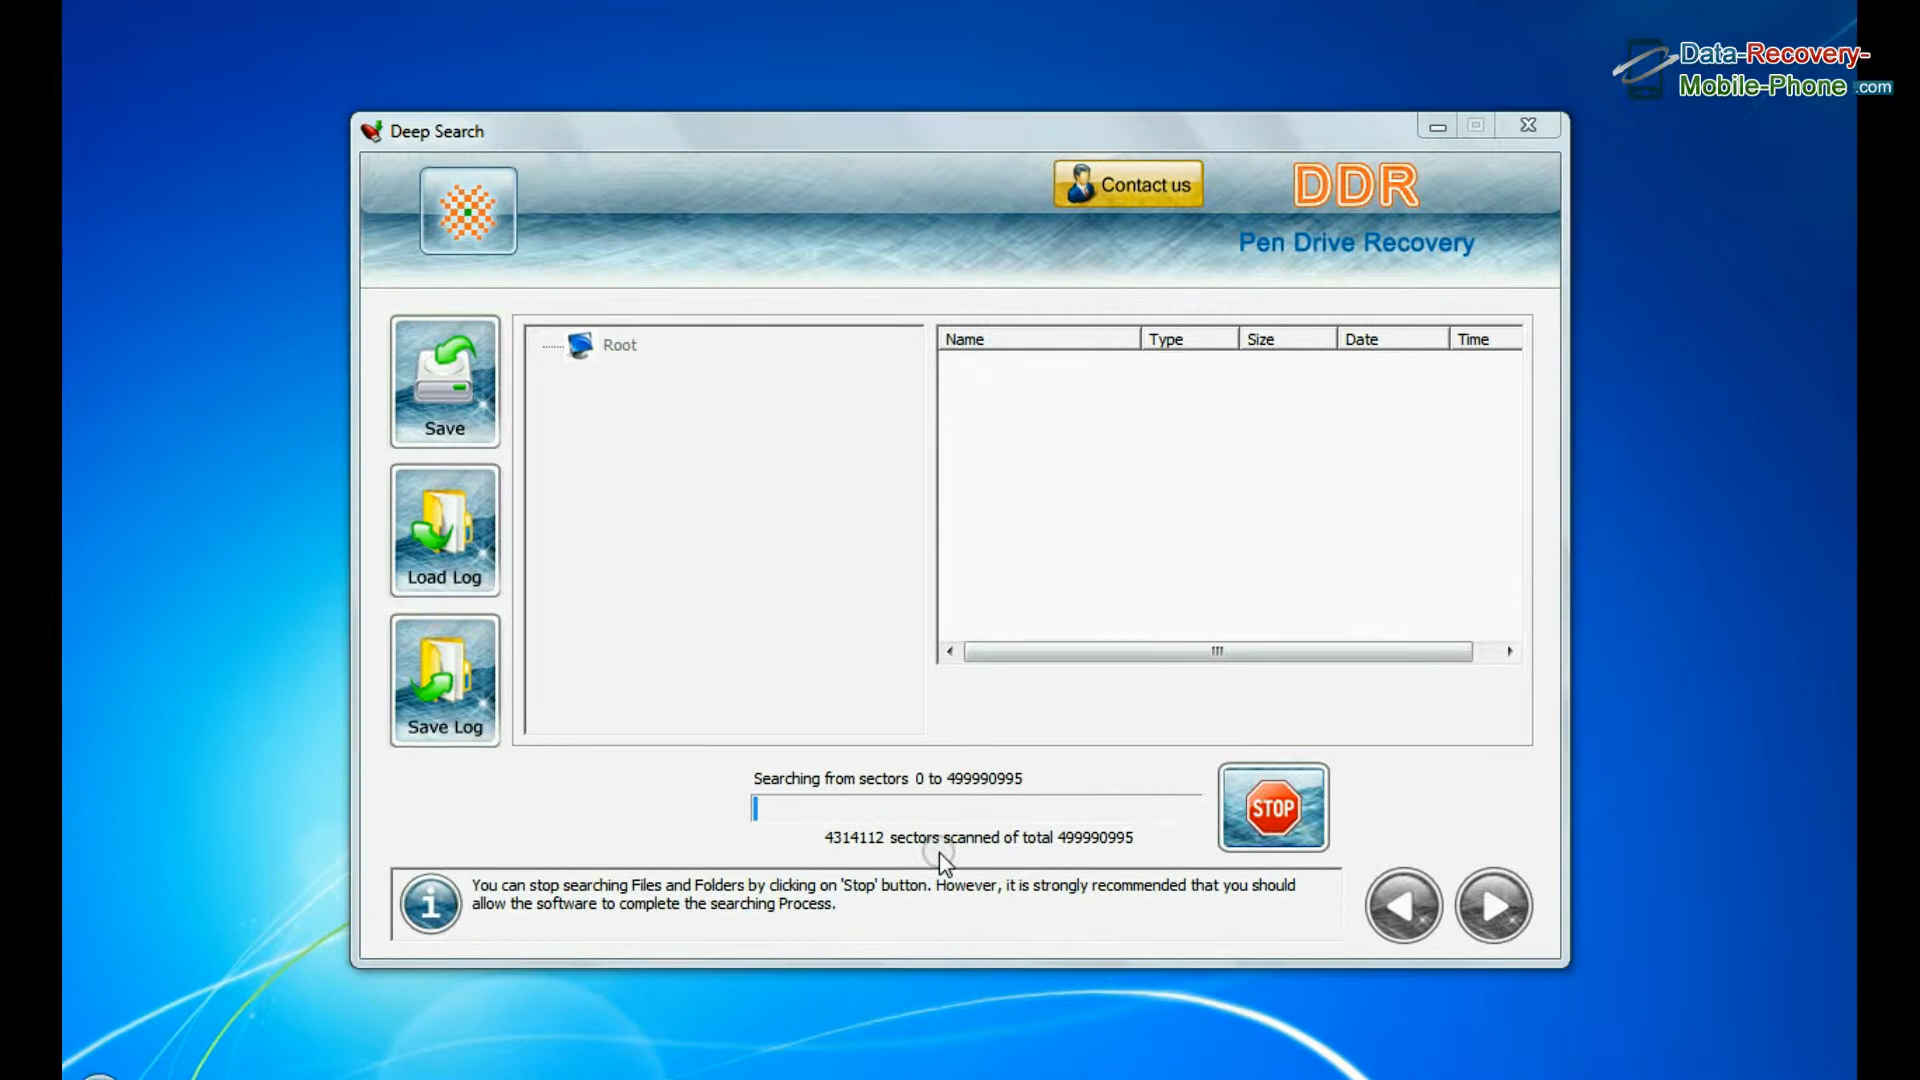 Data-Recovery-
Mobile-Phone .com
Deep Search
Contact us
DDR
Pen Drive Recovery
Save
Load Log
Save Log
Root
Name Type Size Date Time
Searching from sectors 0 to 499990995
4314112 sectors scanned of total 499990995
STOP
You can stop searching Files and Folders by clicking on 'Stop' button. However, it is strongly recommended that you should
allow the software to complete the searching Process.